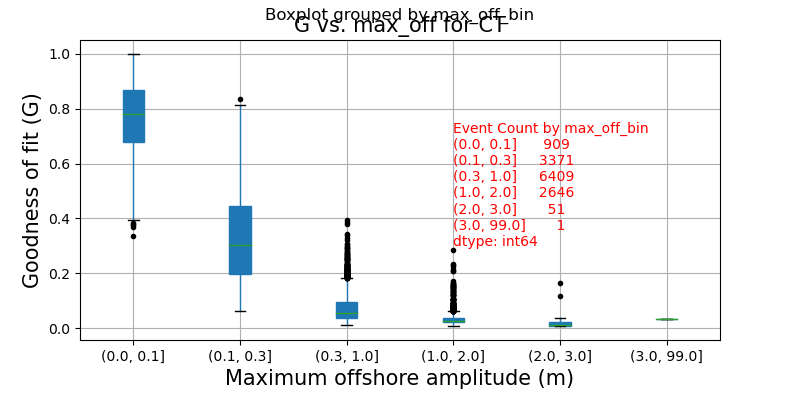 Boxplot grouped by max_off_bin
G vs. max_off for CT
Goodness of fit (G)
1.0
0.8
0.6
0.4
0.2
0.0
Event Count by max_off_bin
(0.0, 0.1] 909
(0.1, 0.3] 3371
(0.3, 1.0] 6409
(1.0, 2.0] 2646
(2.0, 3.0] 51
(3.0, 99.0] 1
dtype: int64
(0.0, 0.1] (0.1, 0.3] (0.3, 1.0] (1.0, 2.0] (2.0, 3.0] (3.0, 99.0]
Maximum offshore amplitude (m)